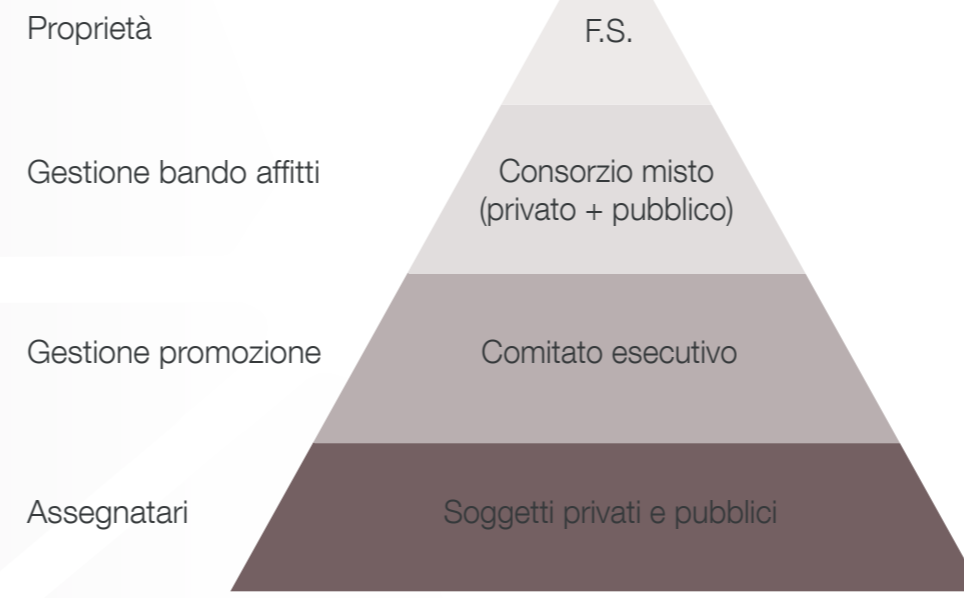 Proprietà
F.S.
Gestione bando affitti
Consorzio misto
(privato + pubblico)
Gestione promozione
Comitato esecutivo
Assegnatari
Soggetti privati e pubblici